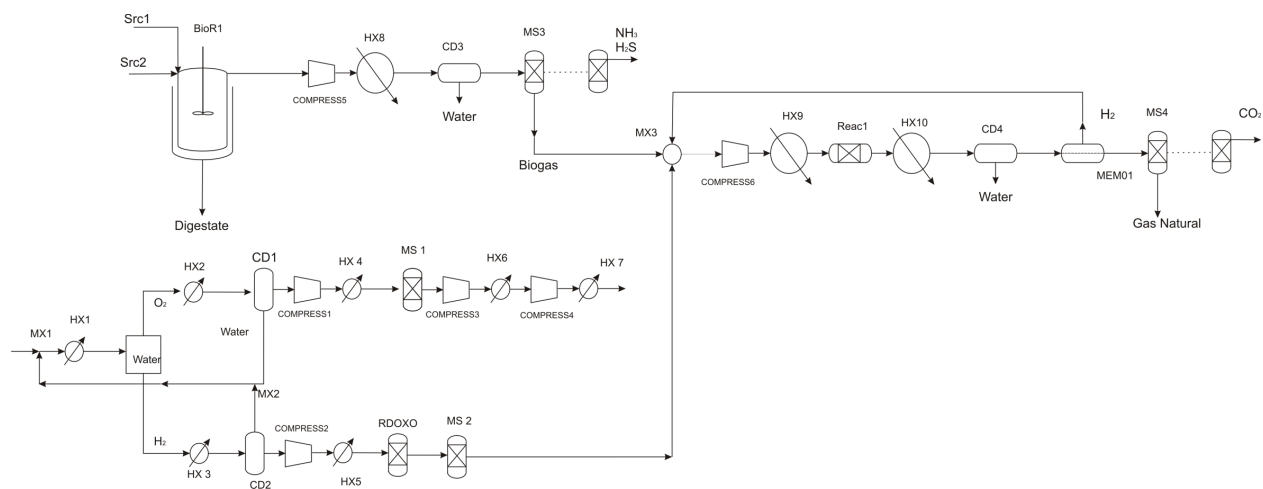 Src1
BioR1
Src2
COMPRESS5
HX8
CD3
Water
MS3
NH₃
H₂S
Biogas
Digestate
MX3
COMPRESS6
HX9
Reac1
HX10
CD4
Water
H₂
MEM01
MS4
CO₂
Gas Natural
MX1
HX1
Water
O₂
HX2
CD1
Water
COMPRESS1
HX 4
MS 1
COMPRESS3
HX6
COMPRESS4
HX 7
MX2
H₂
HX 3
CD2
COMPRESS2
HX5
RDOXO
MS 2